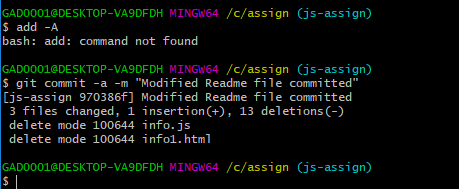 GAD0001@DESKTOP-VA9DFDH MINGW64 /c/assign (js-assign)
$ add -A
bash: add: command not found
GAD0001@DESKTOP-VA9DFDH MINGW64 /c/assign (js-assign)
$ git commit -a -m "Modified Readme file committed"
[js-assign 970386f] Modified Readme file committed
 3 files changed, 1 insertion(+), 13 deletions(-)
 delete mode 100644 info.js
 delete mode 100644 info1.html
GAD0001@DESKTOP-VA9DFDH MINGW64 /c/assign (js-assign)
$